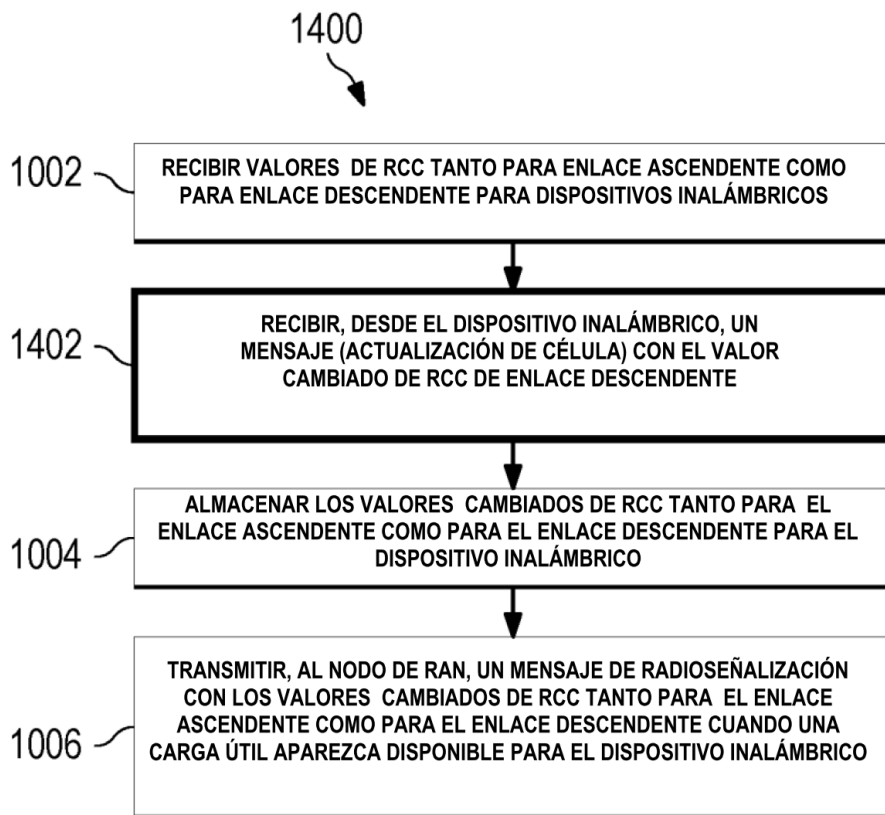 1400
1002
RECIBIR VALORES DE RCC TANTO PARA ENLACE ASCENDENTE COMO
PARA ENLACE DESCENDENTE PARA DISPOSITIVOS INALÁMBRICOS
1402
RECIBIR, DESDE EL DISPOSITIVO INALÁMBRICO, UN
MENSAJE (ACTUALIZACIÓN DE CÉLULA) CON EL VALOR
CAMBIADO DE RCC DE ENLACE DESCENDENTE
1004
ALMACENAR LOS VALORES CAMBIADOS DE RCC TANTO PARA EL
ENLACE ASCENDENTE COMO PARA EL ENLACE DESCENDENTE PARA EL
DISPOSITIVO INALÁMBRICO
1006
TRANSMITIR, AL NODO DE RAN, UN MENSAJE DE RADIOSEÑALIZACIÓN
CON LOS VALORES CAMBIADOS DE RCC TANTO PARA EL ENLACE
ASCENDENTE COMO PARA EL ENLACE DESCENDENTE CUANDO UNA
CARGA ÚTIL APAREZCA DISPONIBLE PARA EL DISPOSITIVO INALÁMBRICO